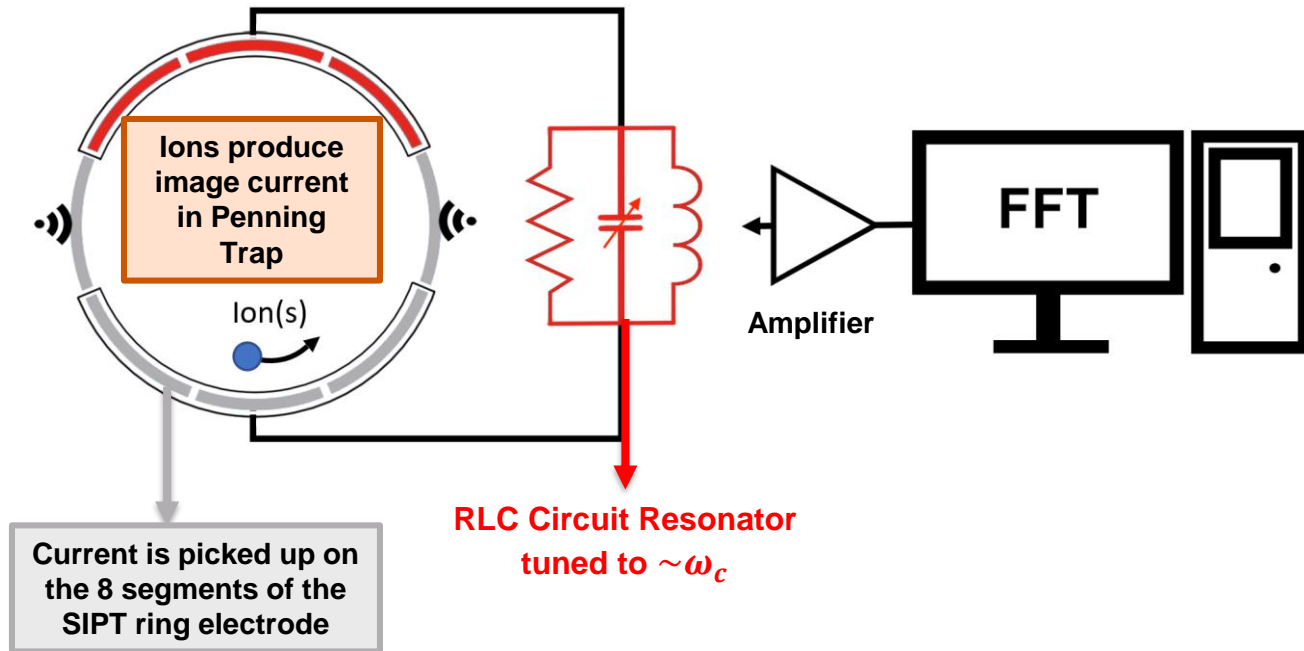 Ions produce
image current
in Penning
Trap
Ion(s)
FFT
Amplifier
RLC Circuit Resonator
tuned to ~ω_c
Current is picked up on
the 8 segments of the
SIPT ring electrode